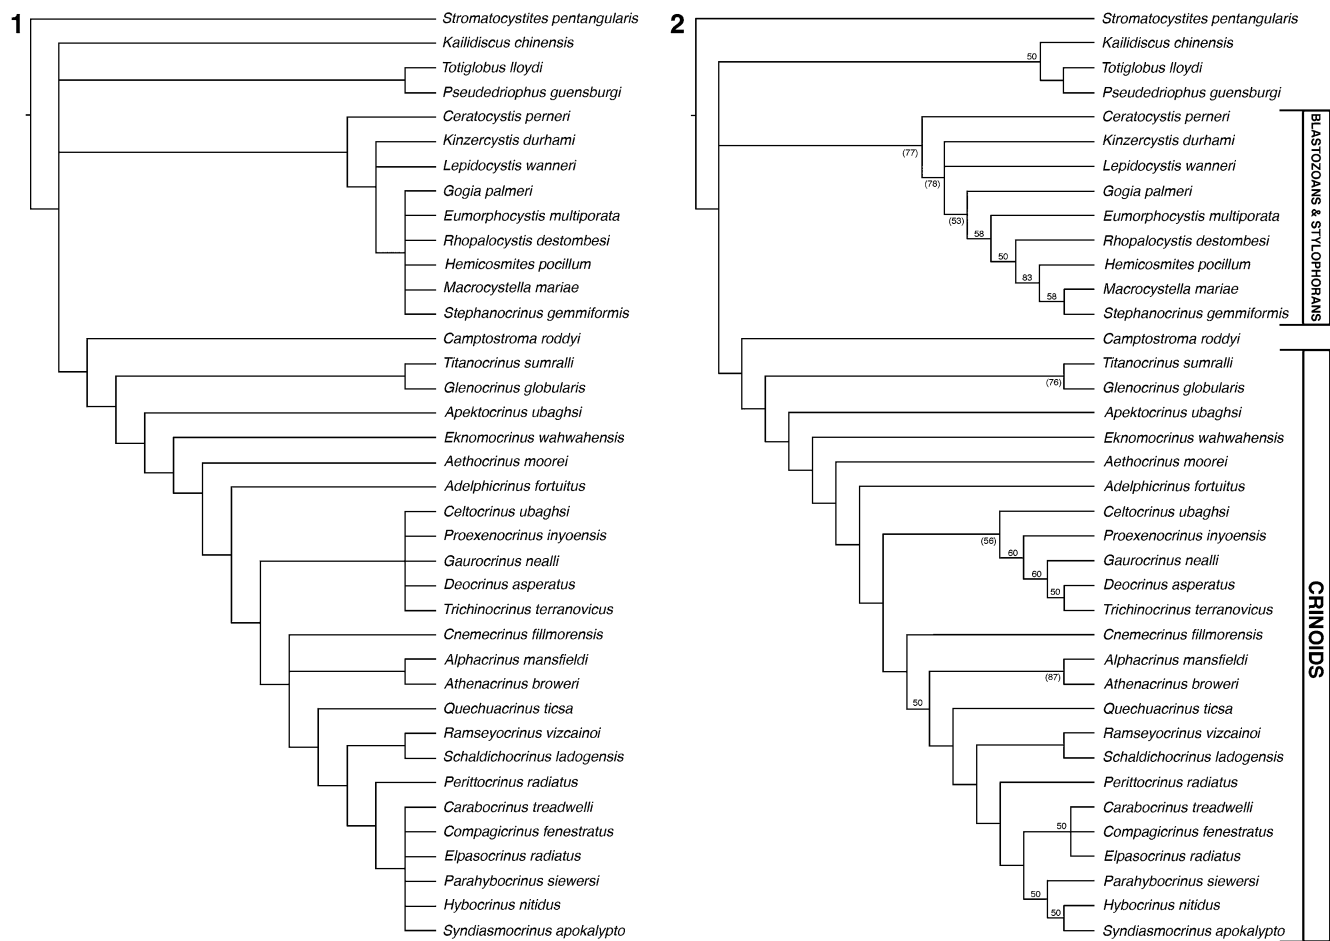 1
Stromatocystites pentangularis
Kailidiscus chinensis
Totiglobus lloydi
Pseudedriophus guensburgi
Ceratocystis perneri
Kinzercystis durhami
Lepidocystis wanneri
Gogia palmeri
Eumorphocystis multiporata
Rhopalocystis destombesi
Hemicosmites pocillum
Macrocystella mariae
Stephanocrinus gemmiformis
Camptostroma roddyi
Titanocrinus sumralli
Glenocrinus globularis
Apektocrinus ubaghsi
Eknomocrinus wahwahensis
Aethocrinus moorei
Adelphicrinus fortuitus
Celtocrinus ubaghsi
Proexenocrinus inyoensis
Gaurocrinus nealli
Deocrinus asperatus
Trichinocrinus terranovicus
Cnemecrinus fillmorensis
Alphacrinus mansfieldi
Athenacrinus broweri
Quechuacrinus ticsa
Ramseyocrinus vizcainoi
Schaldichocrinus ladogensis
Perittocrinus radiatus
Carabocrinus treadwelli
Compagicrinus fenestratus
Elpasocrinus radiatus
Parahybocrinus siewersi
Hybocrinus nitidus
Syndiasmocrinus apokalypto
2
Stromatocystites pentangularis
Kailidiscus chinensis
50
Totiglobus lloydi
Pseudedriophus guensburgi
Ceratocystis perneri
Kinzercystis durhami
(77)
Lepidocystis wanneri
(78)
Gogia palmeri
Eumorphocystis multiporata
(53)
58
Rhopalocystis destombesi
50
Hemicosmites pocillum
83
Macrocystella mariae
58
Stephanocrinus gemmiformis
BLASTOZOANS & STYLOPHORANS
Camptostroma roddyi
Titanocrinus sumralli
(76)
Glenocrinus globularis
Apektocrinus ubaghsi
Eknomocrinus wahwahensis
Aethocrinus moorei
Adelphicrinus fortuitus
Celtocrinus ubaghsi
Proexenocrinus inyoensis
(56)
60
Gaurocrinus nealli
60
Deocrinus asperatus
50
Trichinocrinus terranovicus
Cnemecrinus fillmorensis
Alphacrinus mansfieldi
(87)
Athenacrinus broweri
50
Quechuacrinus ticsa
Ramseyocrinus vizcainoi
Schaldichocrinus ladogensis
Perittocrinus radiatus
Carabocrinus treadwelli
50
Compagicrinus fenestratus
Elpasocrinus radiatus
Parahybocrinus siewersi
50
Hybocrinus nitidus
50
Syndiasmocrinus apokalypto
CRINOIDS